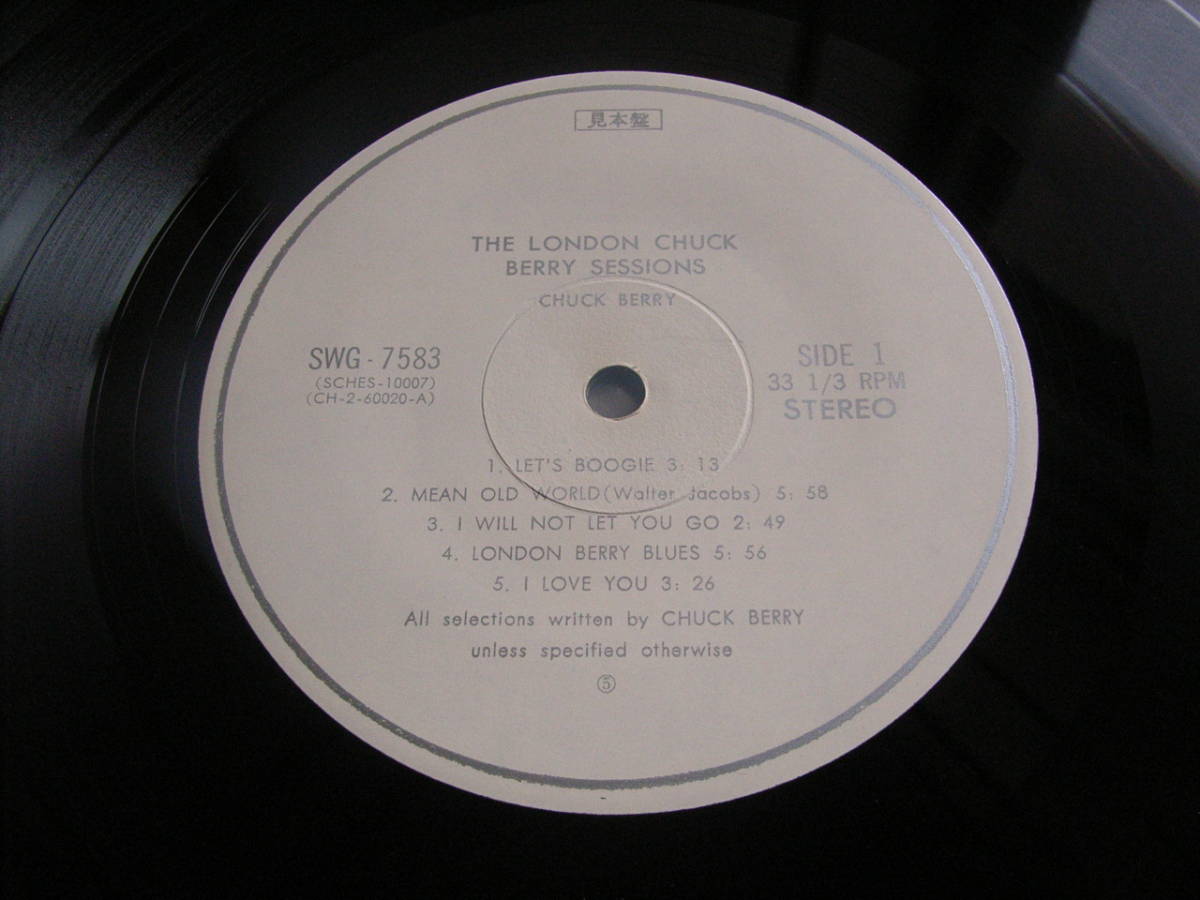 見本盤
THE LONDON CHUCK
BERRY SESSIONS
CHUCK BERRY
SWG - 7583
(SCHES-10007)
(CH-2-60020-A)
SIDE 1
33 1/3 RPM
STEREO
1. LET'S BOOGIE 3: 13
2. MEAN OLD WORLD (Walter Jacobs) 5: 58
3. I WILL NOT LET YOU GO 2: 49
4. LONDON BERRY BLUES 5: 56
5. I LOVE YOU 3: 26
All selections written by CHUCK BERRY
unless specified otherwise
⑤